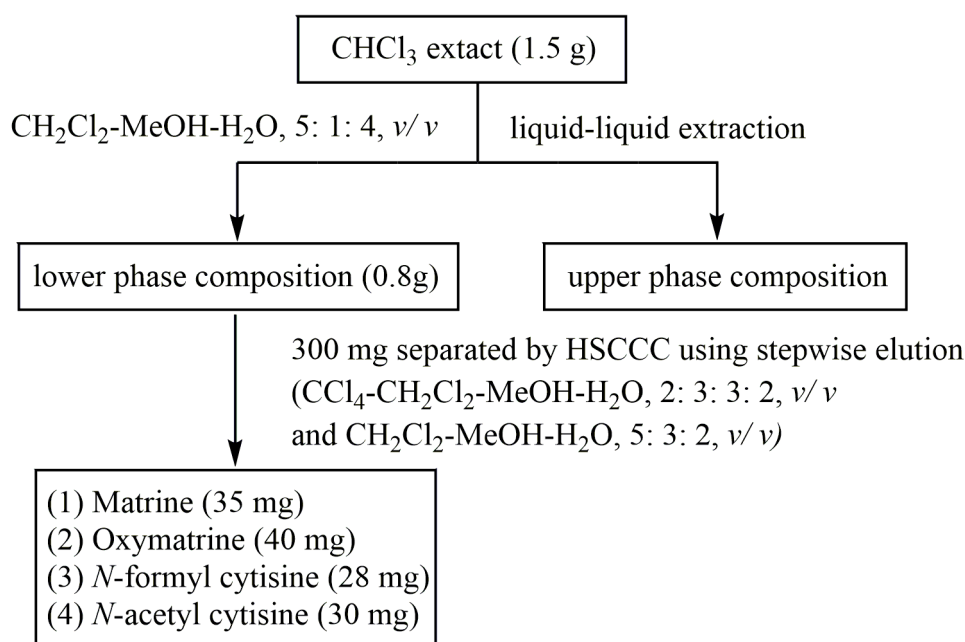 CHCl₃ extact (1.5 g)
CH₂Cl₂-MeOH-H₂O, 5: 1: 4, v/ v
liquid-liquid extraction
lower phase composition (0.8g)
upper phase composition
300 mg separated by HSCCC using stepwise elution
(CCl₄-CH₂Cl₂-MeOH-H₂O, 2: 3: 3: 2, v/ v
and CH₂Cl₂-MeOH-H₂O, 5: 3: 2, v/ v)
(1) Matrine (35 mg)
(2) Oxymatrine (40 mg)
(3) N-formyl cytisine (28 mg)
(4) N-acetyl cytisine (30 mg)